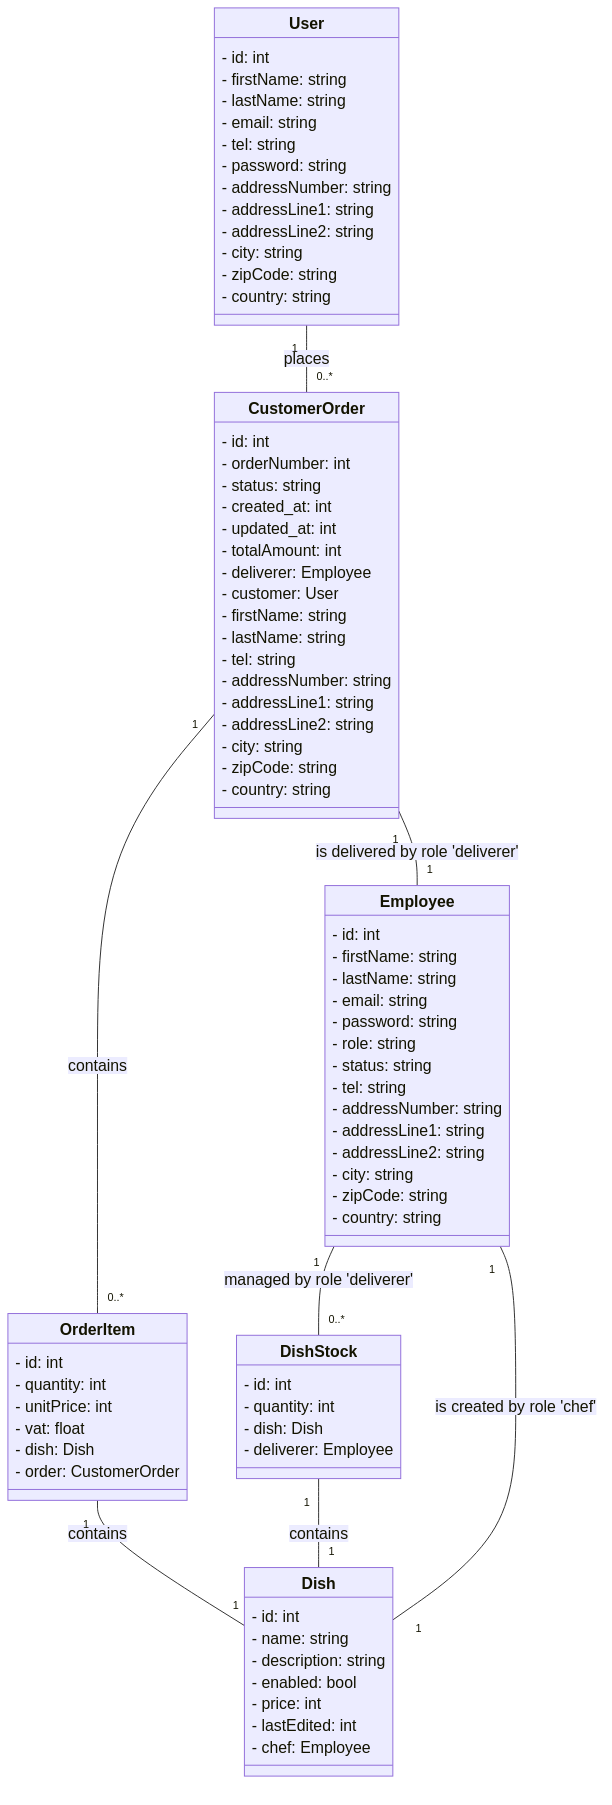 User
- id: int
- firstName: string
- lastName: string
- email: string
- tel: string
- password: string
- addressNumber: string
- addressLine1: string
- addressLine2: string
- city: string
- zipCode: string
- country: string
1
places
0..*
CustomerOrder
- id: int
- orderNumber: int
- status: string
- created_at: int
- updated_at: int
- totalAmount: int
- deliverer: Employee
- customer: User
- firstName: string
- lastName: string
- tel: string
- addressNumber: string
- addressLine1: string
- addressLine2: string
- city: string
- zipCode: string
- country: string
1
1
is delivered by role 'deliverer'
1
Employee
- id: int
- firstName: string
- lastName: string
- email: string
- password: string
- role: string
- status: string
- tel: string
- addressNumber: string
- addressLine1: string
- addressLine2: string
- city: string
- zipCode: string
- country: string
contains
0..*
1
managed by role 'deliverer'
0..*
1
OrderItem
- id: int
- quantity: int
- unitPrice: int
- vat: float
- dish: Dish
- order: CustomerOrder
DishStock
- id: int
- quantity: int
- dish: Dish
- deliverer: Employee
is created by role 'chef'
1
contains
1
1
contains
1
1
Dish
- id: int
- name: string
- description: string
- enabled: bool
- price: int
- lastEdited: int
- chef: Employee